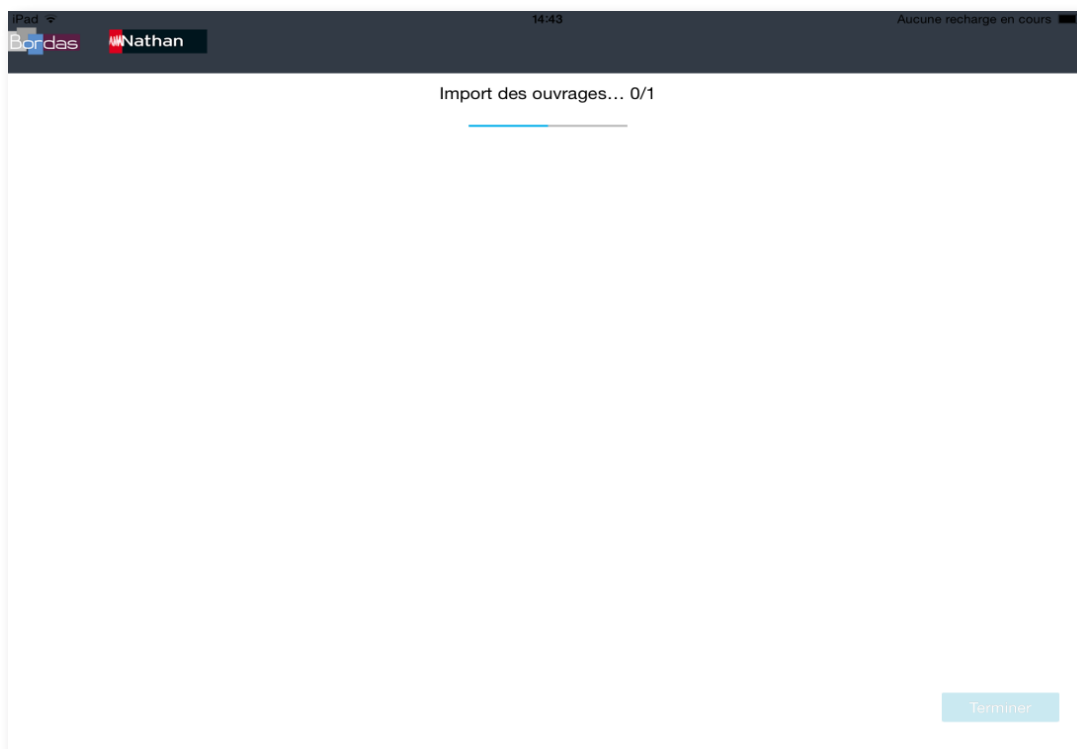 iPad 14:43 Aucune recharge en cours
Bordas Nathan
Import des ouvrages… 0/1
Terminer